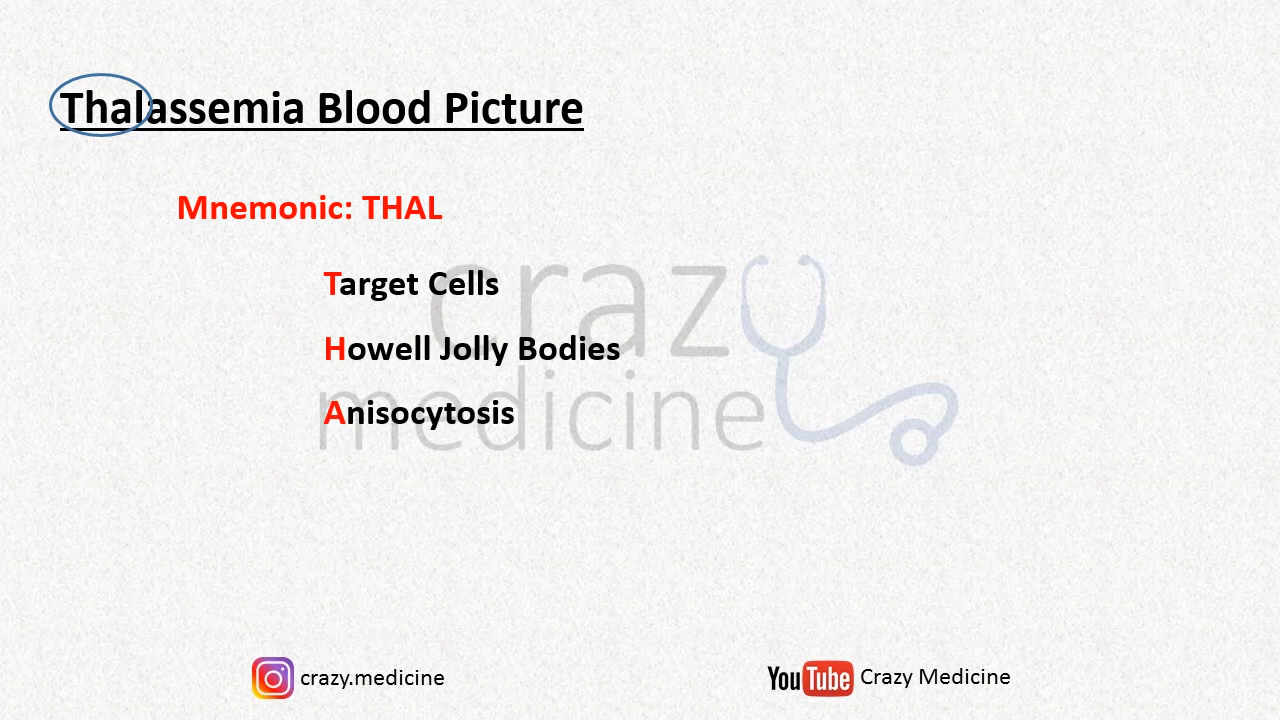 Thalassemia Blood Picture
Mnemonic: THAL
Target Cells
Howell Jolly Bodies
Anisocytosis
crazy
medicine
crazy.medicine
YouTube Crazy Medicine